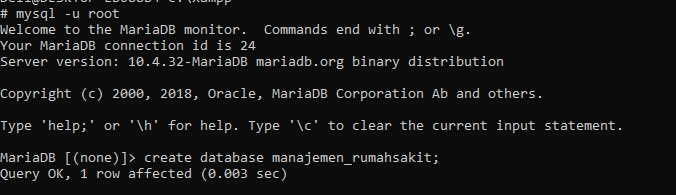 # mysql -u root
Welcome to the MariaDB monitor.  Commands end with ; or \g.
Your MariaDB connection id is 24
Server version: 10.4.32-MariaDB mariadb.org binary distribution

Copyright (c) 2000, 2018, Oracle, MariaDB Corporation Ab and others.

Type 'help;' or '\h' for help. Type '\c' to clear the current input statement.

MariaDB [(none)]> create database manajemen_rumahsakit;
Query OK, 1 row affected (0.003 sec)